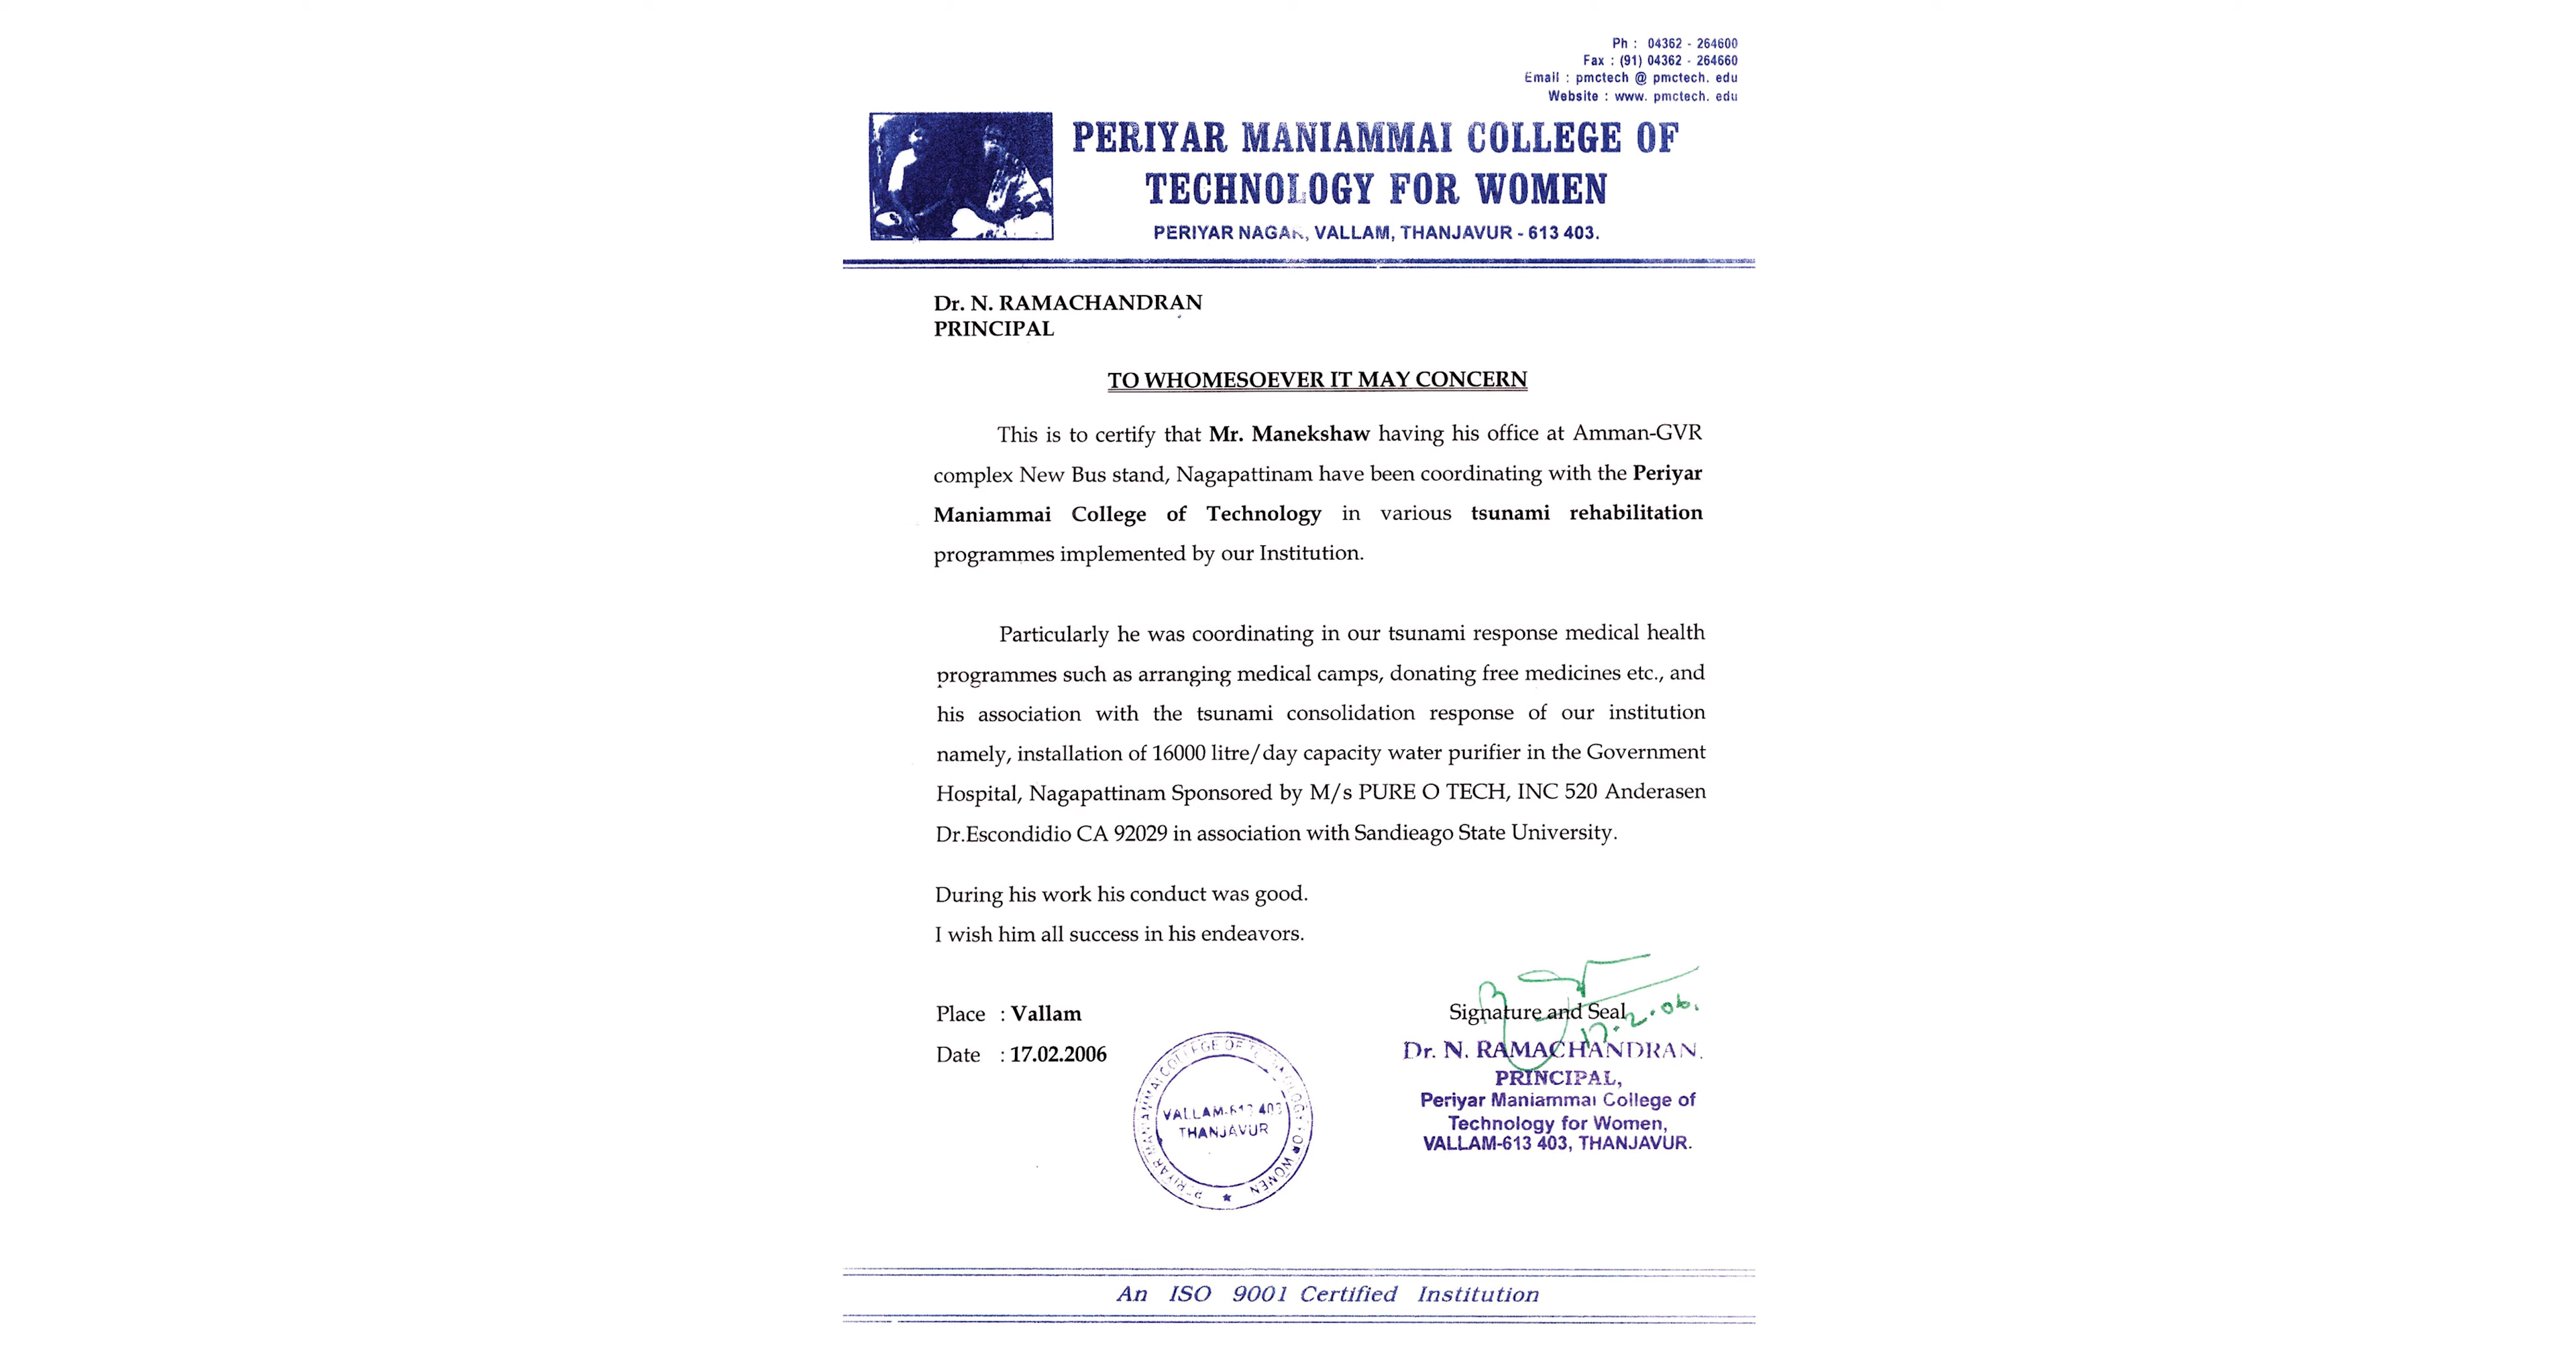 Ph : 04362 - 264600
Fax : (91) 04362 - 264660
Email : pmctech @ pmctech. edu
Website : www. pmctech. edu
PERIYAR MANIAMMAI COLLEGE OF
TECHNOLOGY FOR WOMEN
PERIYAR NAGAR, VALLAM, THANJAVUR - 613 403.
Dr. N. RAMACHANDRAN
PRINCIPAL
TO WHOMESOEVER IT MAY CONCERN
This is to certify that Mr. Manekshaw having his office at Amman-GVR
complex New Bus stand, Nagapattinam have been coordinating with the Periyar
Maniammai College of Technology in various tsunami rehabilitation
programmes implemented by our Institution.
Particularly he was coordinating in our tsunami response medical health
programmes such as arranging medical camps, donating free medicines etc., and
his association with the tsunami consolidation response of our institution
namely, installation of 16000 litre/day capacity water purifier in the Government
Hospital, Nagapattinam Sponsored by M/s PURE O TECH, INC 520 Anderasen
Dr.Escondidio CA 92029 in association with Sandieago State University.
During his work his conduct was good.
I wish him all success in his endeavors.
Place : Vallam
Date : 17.02.2006
Signature and Seal
17.2.06.
Dr. N. RAMACHANDRAN,
PRINCIPAL,
Periyar Maniammai College of
Technology for Women,
VALLAM-613 403, THANJAVUR.
PERIYAR MANIAMMAI COLLEGE OF TECHNOLOGY FOR WOMEN
VALLAM-613 403
THANJAVUR
An ISO 9001 Certified Institution